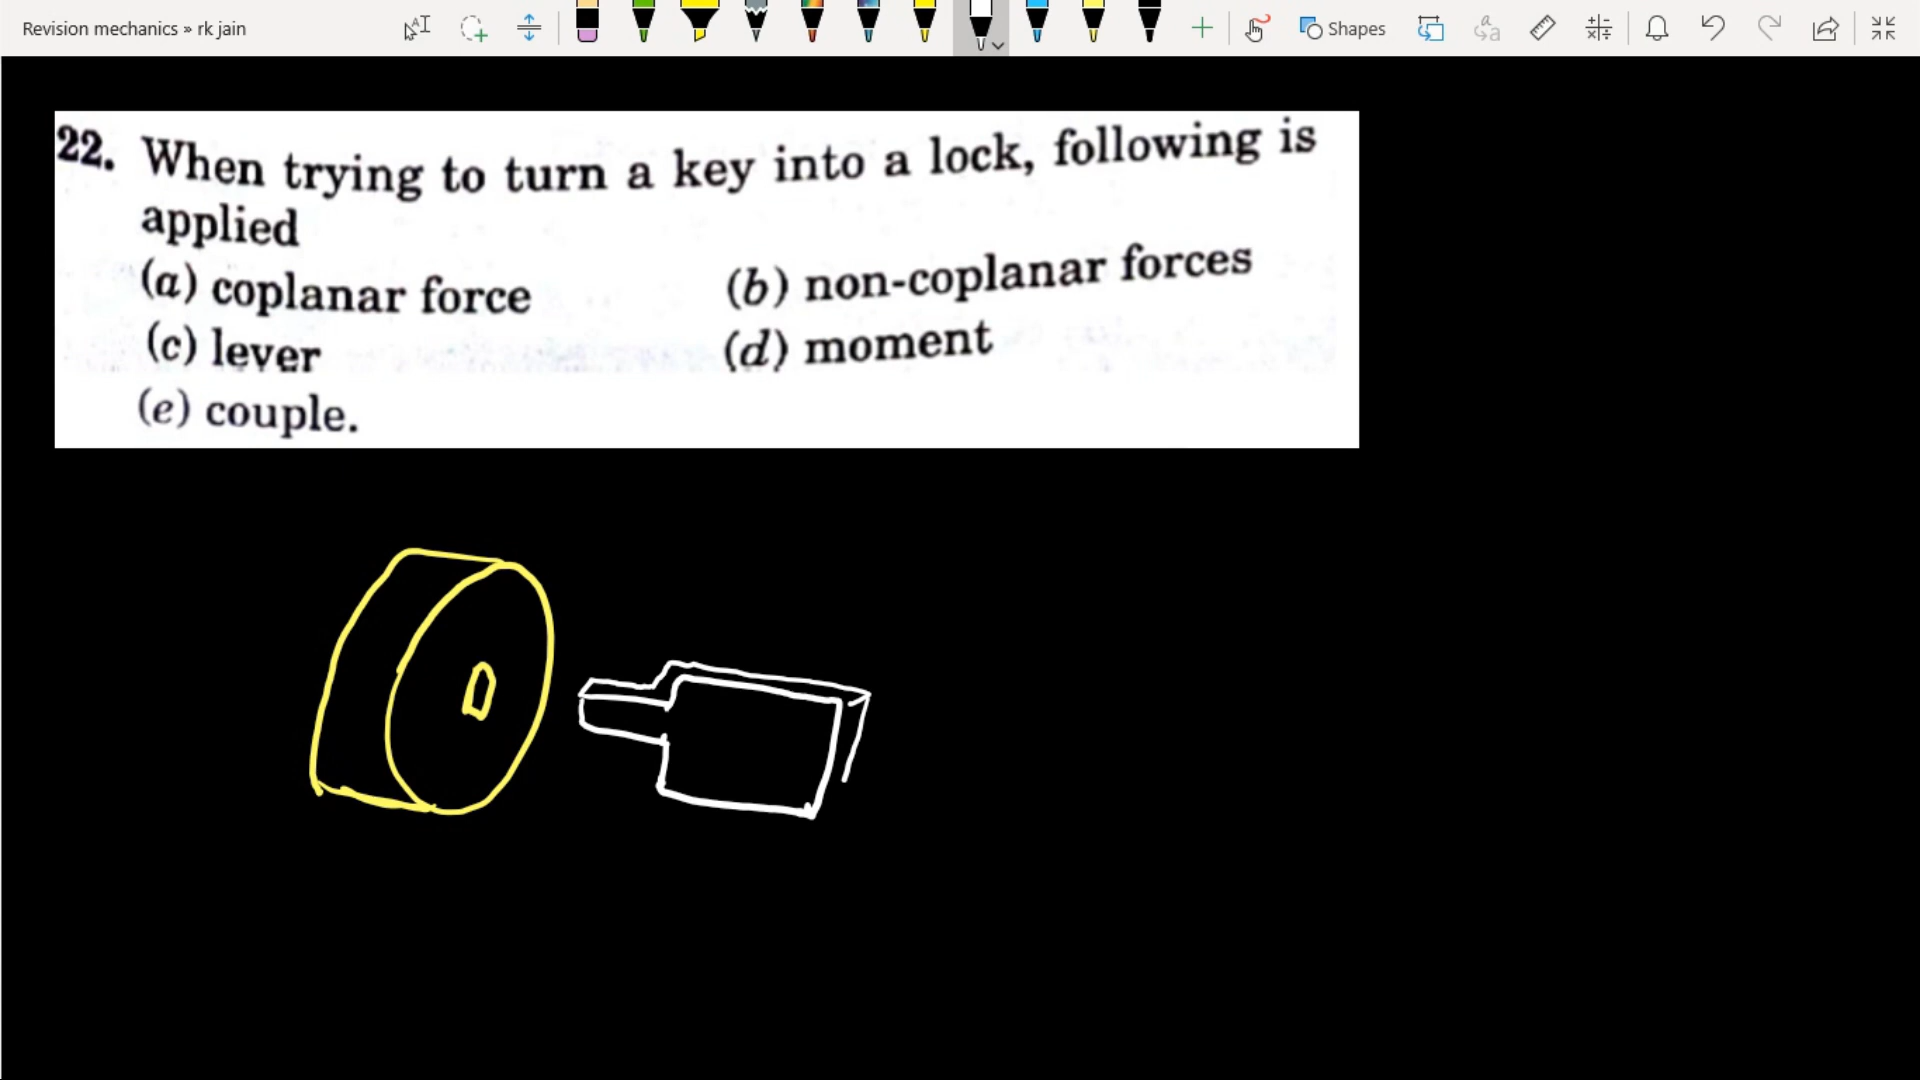 Revision mechanics » rk jain
Shapes
22. When trying to turn a key into a lock, following is
applied
(a) coplanar force (b) non-coplanar forces
(c) lever (d) moment
(e) couple.